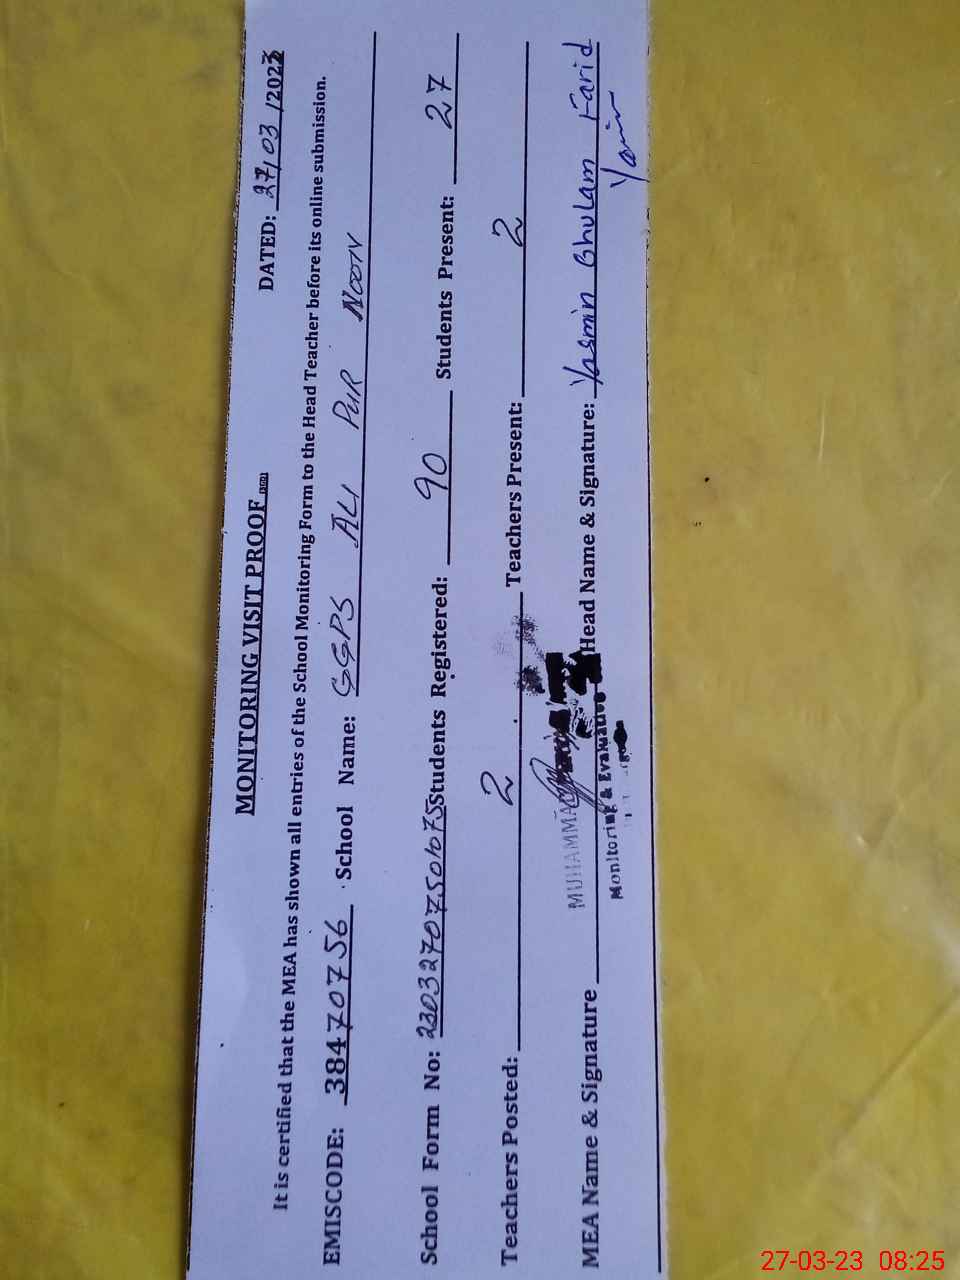 MONITORING VISIT PROOF
DATED: 27/03/2023
It is certified that the MEA has shown all entries of the School Monitoring Form to the Head Teacher before its online submission.
EMISCODE: 38470756 School Name: GGPS ALI PUR NOON
School Form No: Students Registered: 90 Students Present: 27
Teachers Posted: 2 Teachers Present: 2
MEA Name & Signature Head Name & Signature: Yasmin Ghulam Farid
Monitoring & Evaluation
27-03-23 08:25